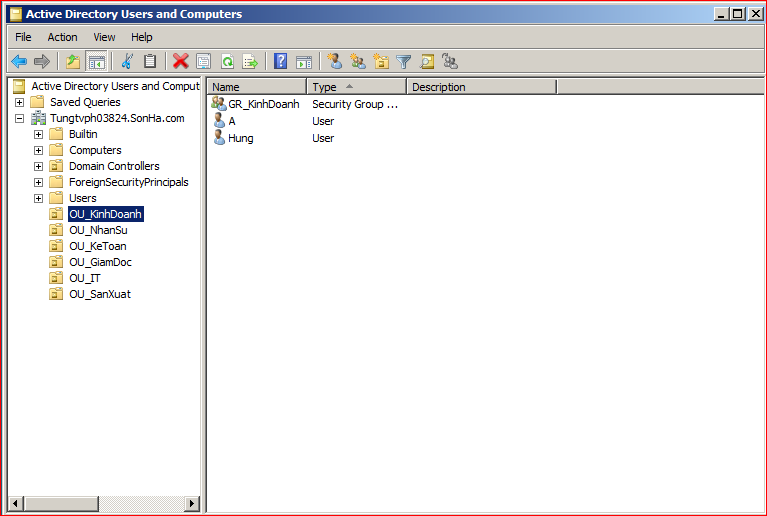 Active Directory Users and Computers
File Action View Help
Active Directory Users and Comput
Saved Queries
Tungtvph03824.SonHa.com
Builtin
Computers
Domain Controllers
ForeignSecurityPrincipals
Users
OU_KinhDoanh
OU_NhanSu
OU_KeToan
OU_GiamDoc
OU_IT
OU_SanXuat
Name Type Description
GR_KinhDoanh Security Group ...
A User
Hung User